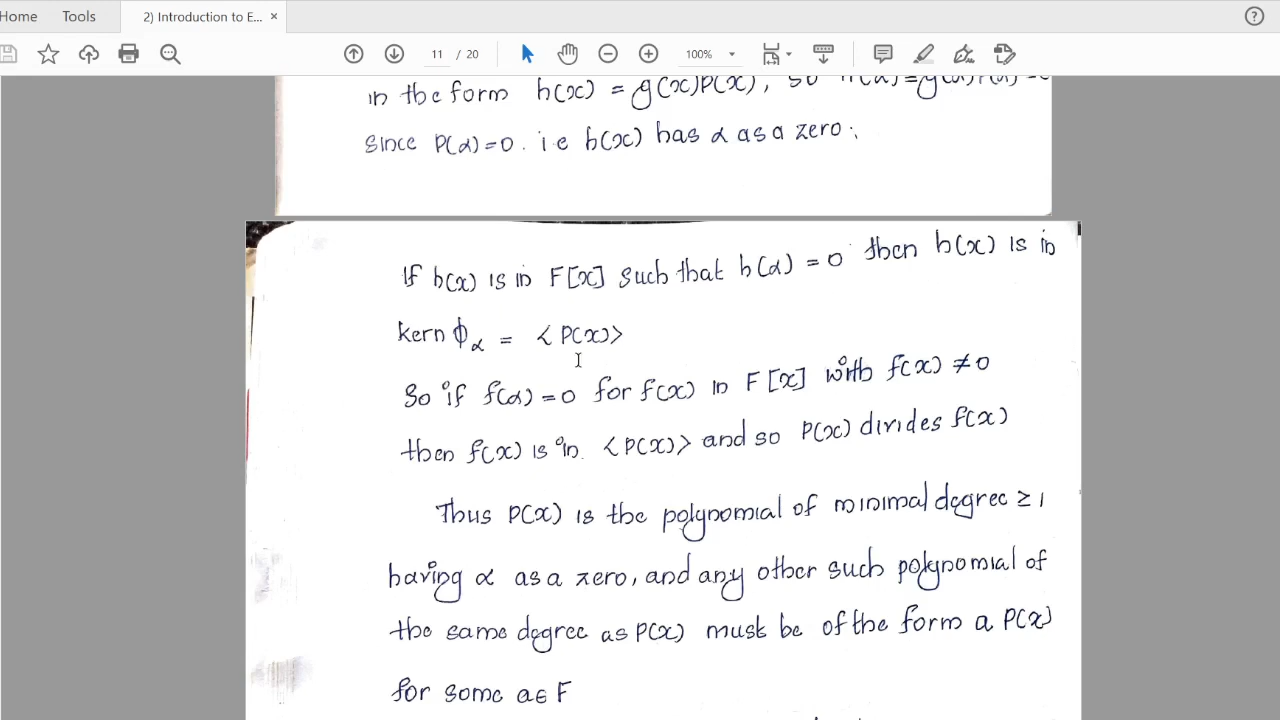 Home Tools 2) Introduction to E... ×
11 / 20 100%
in the form h(x) = g(x)P(x), so
since P(α)=0. i.e h(x) has α as a zero.
If h(x) is in F[x] such that h(α) = 0 then h(x) is in
kern ϕα = <P(x)>
So if f(α)=0 for f(x) in F[x] with f(x) ≠ 0
then f(x) is in <P(x)> and so P(x) divides f(x)
Thus P(x) is the polynomial of minimal degree ≥ 1
having α as a zero, and any other such polynomial of
the same degree as P(x) must be of the form a P(x)
for some a∈F